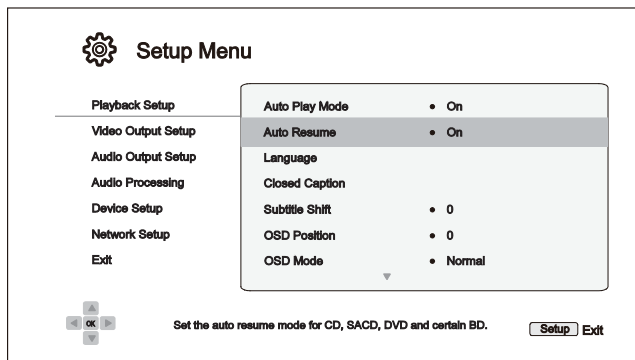 Setup Menu
Playback Setup
Video Output Setup
Audio Output Setup
Audio Processing
Device Setup
Network Setup
Exit
Auto Play Mode • On
Auto Resume • On
Language
Closed Caption
Subtitle Shift • 0
OSD Position • 0
OSD Mode • Normal
OK
Set the auto resume mode for CD, SACD, DVD and certain BD.
Setup Exit